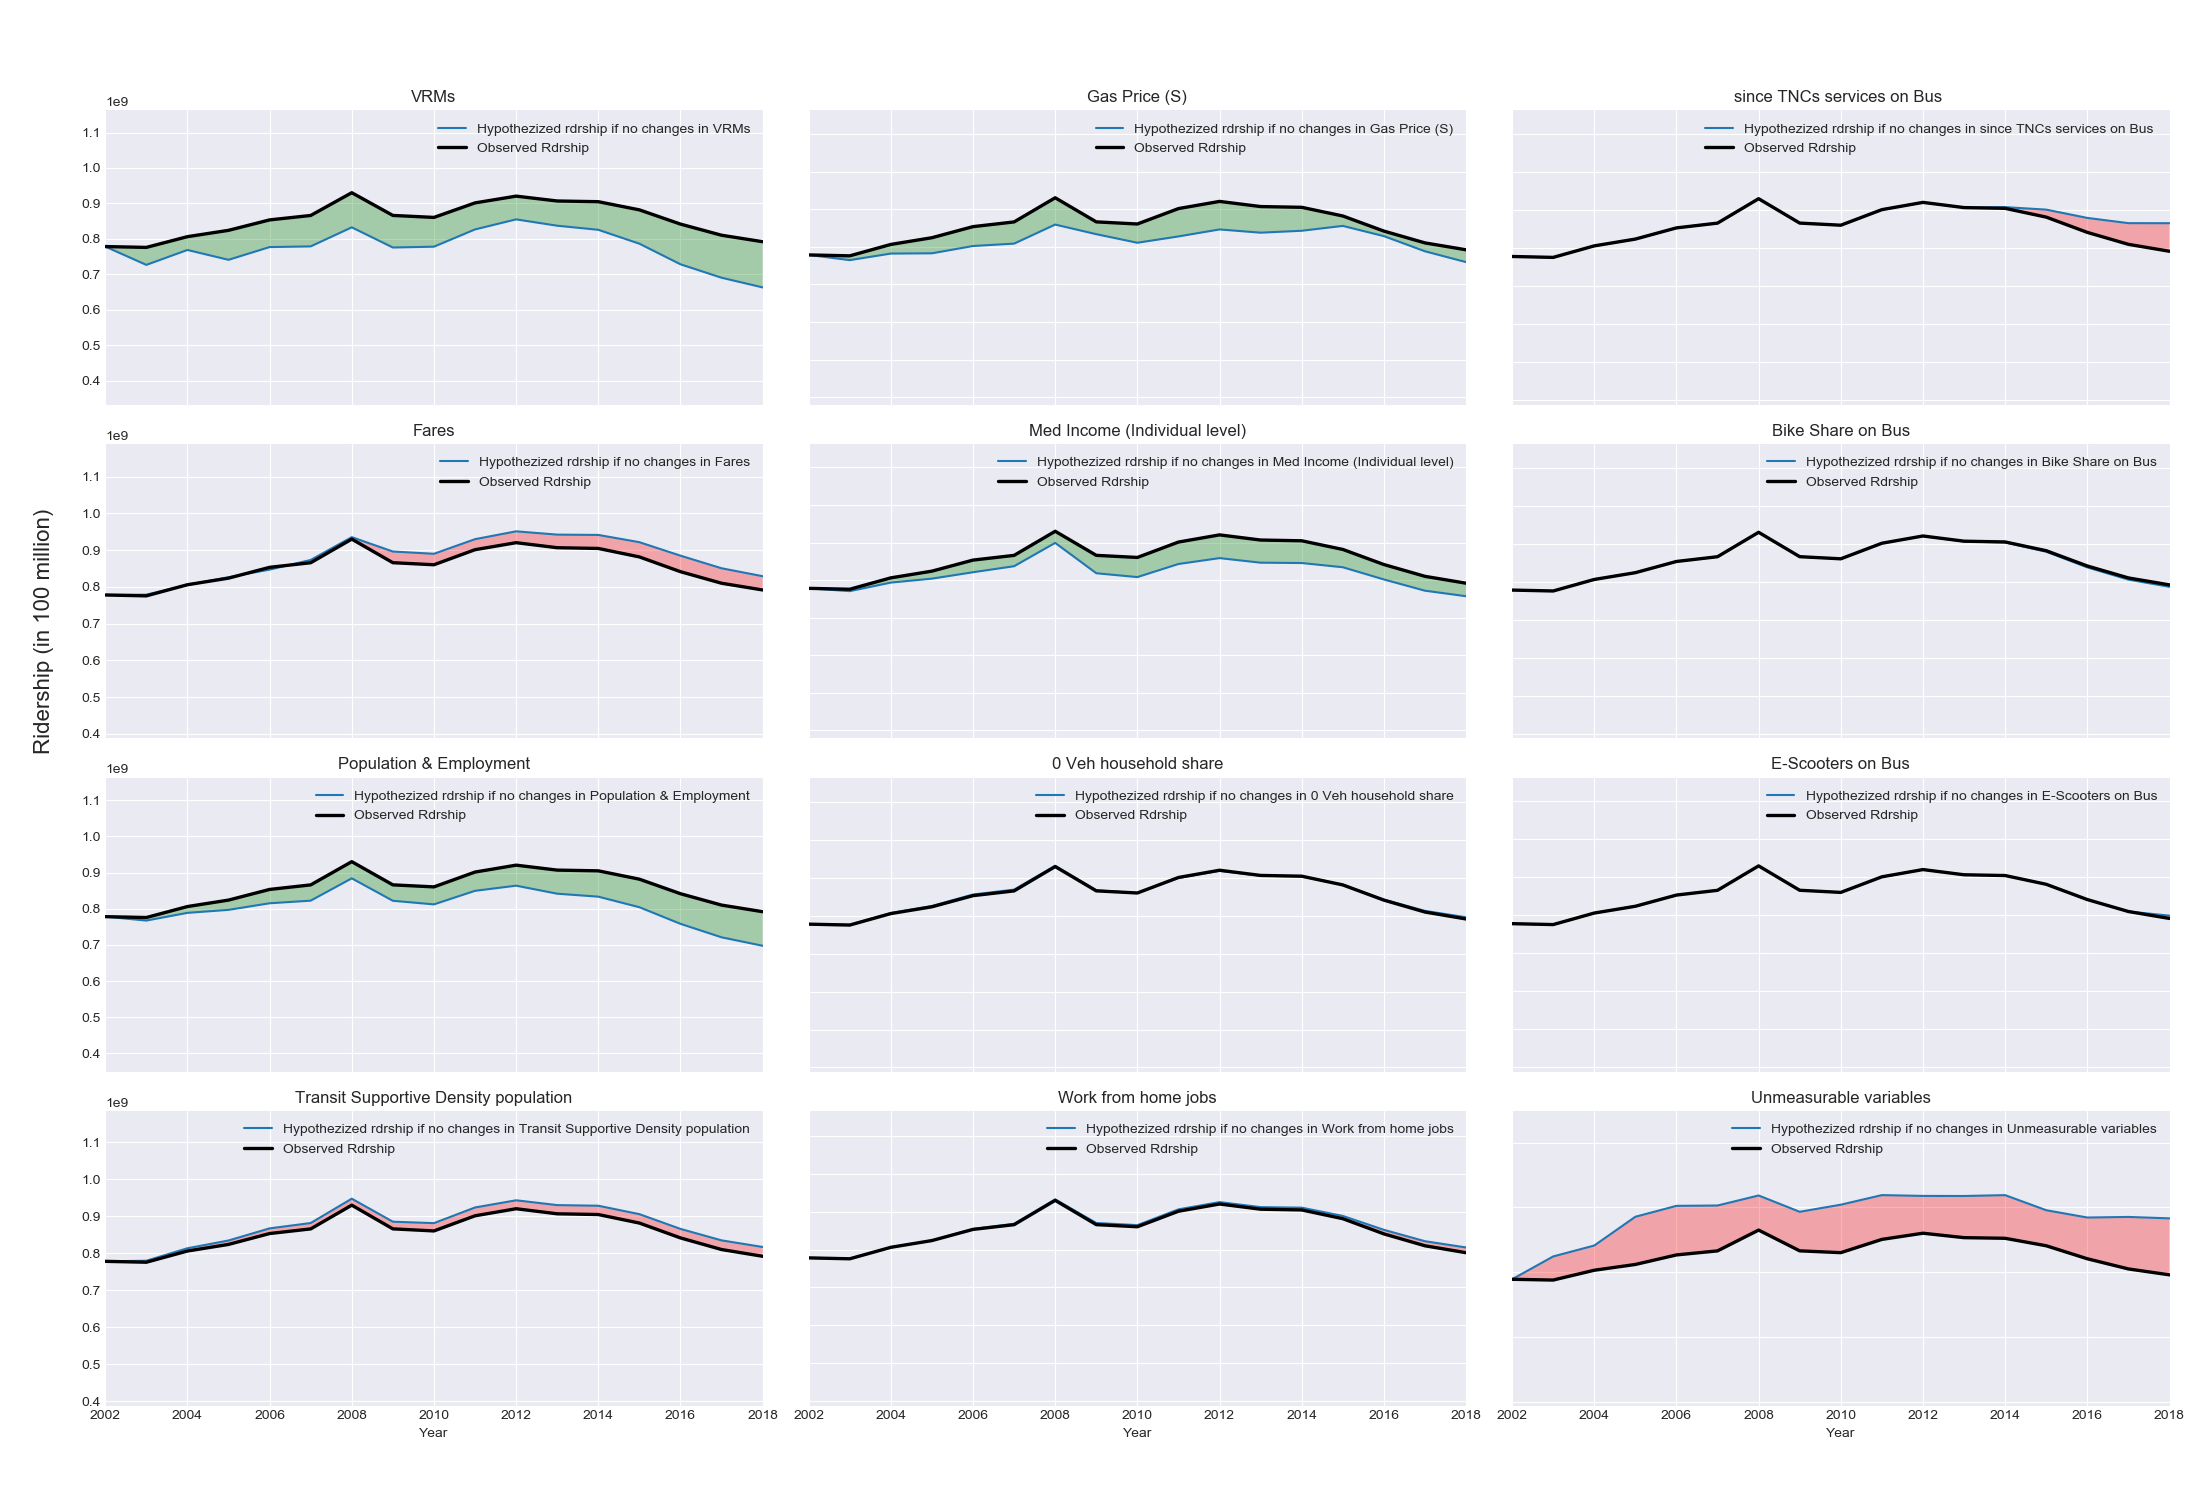 Ridership (in 100 million)
VRMs
1e9
Hypothezized rdrship if no changes in VRMs
Observed Rdrship
1.1
1.0
0.9
0.8
0.7
0.6
0.5
0.4
Gas Price (S)
Hypothezized rdrship if no changes in Gas Price (S)
Observed Rdrship
since TNCs services on Bus
Hypothezized rdrship if no changes in since TNCs services on Bus
Observed Rdrship
Fares
1e9
Hypothezized rdrship if no changes in Fares
Observed Rdrship
1.1
1.0
0.9
0.8
0.7
0.6
0.5
0.4
Med Income (Individual level)
Hypothezized rdrship if no changes in Med Income (Individual level)
Observed Rdrship
Bike Share on Bus
Hypothezized rdrship if no changes in Bike Share on Bus
Observed Rdrship
Population & Employment
1e9
Hypothezized rdrship if no changes in Population & Employment
Observed Rdrship
1.1
1.0
0.9
0.8
0.7
0.6
0.5
0.4
0 Veh household share
Hypothezized rdrship if no changes in 0 Veh household share
Observed Rdrship
E-Scooters on Bus
Hypothezized rdrship if no changes in E-Scooters on Bus
Observed Rdrship
Transit Supportive Density population
1e9
Hypothezized rdrship if no changes in Transit Supportive Density population
Observed Rdrship
1.1
1.0
0.9
0.8
0.7
0.6
0.5
0.4
2002 2004 2006 2008 2010 2012 2014 2016 2018
Year
Work from home jobs
Hypothezized rdrship if no changes in Work from home jobs
Observed Rdrship
2002 2004 2006 2008 2010 2012 2014 2016 2018
Year
Unmeasurable variables
Hypothezized rdrship if no changes in Unmeasurable variables
Observed Rdrship
2002 2004 2006 2008 2010 2012 2014 2016 2018
Year